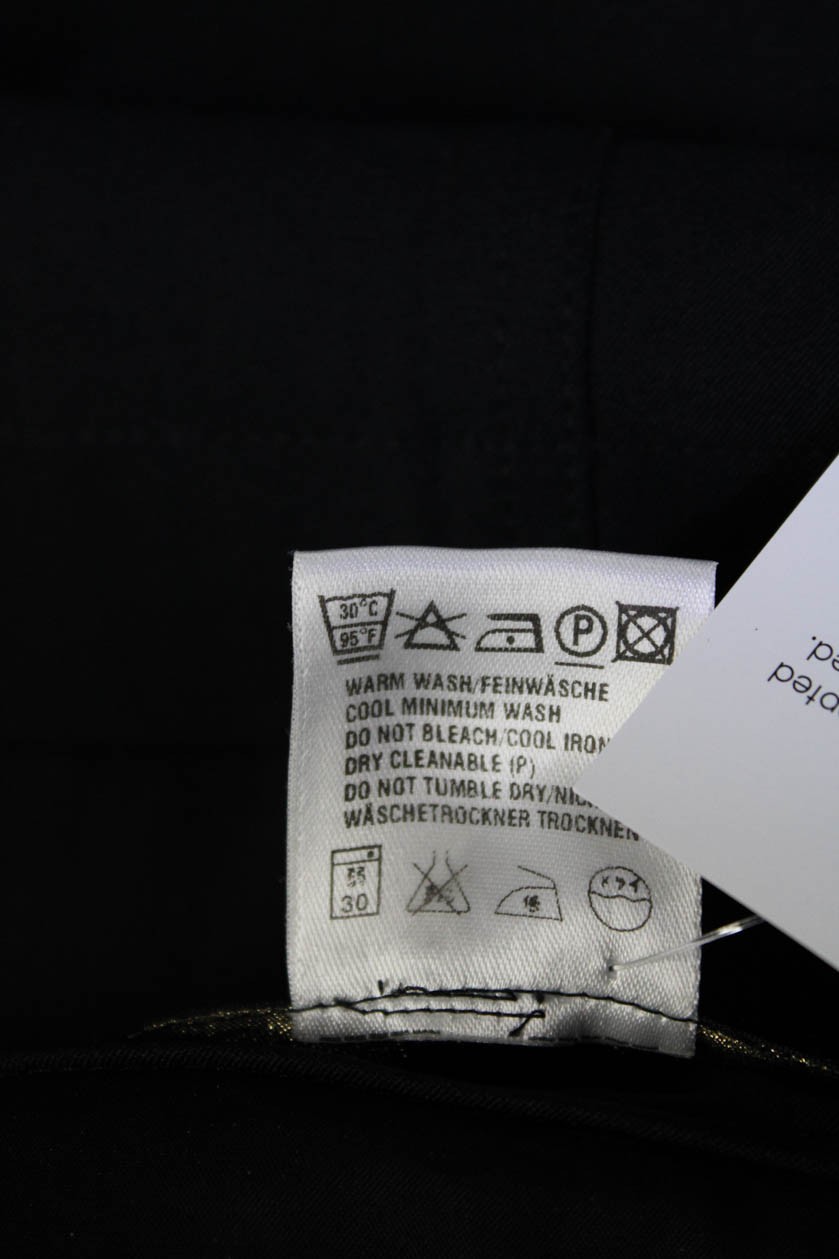 30°C
95°F
P
WARM WASH/FEINWÄSCHE
COOL MINIMUM WASH
DO NOT BLEACH/COOL IRON
DRY CLEANABLE (P)
DO NOT TUMBLE DRY/
WÄSCHETROCKNER TROCKNEN
30
ドライ
pted
ed.